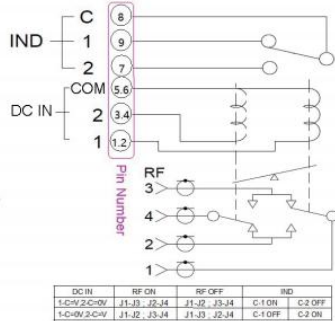 C 8
IND 1 9
2 7
COM 5.6
DC IN 2 3.4
1 1.2
Pin Number
RF
3
4
2
1
DC IN RF ON RF OFF IND
1-C=V,2-C=0V J1-J3 ; J2-J4 J1-J2 ; J3-J4 C-1 ON C-2 OFF
1-C=0V,2-C=V J1-J2 ; J3-J4 J1-J3 ; J2-J4 C-1 OFF C-2 ON